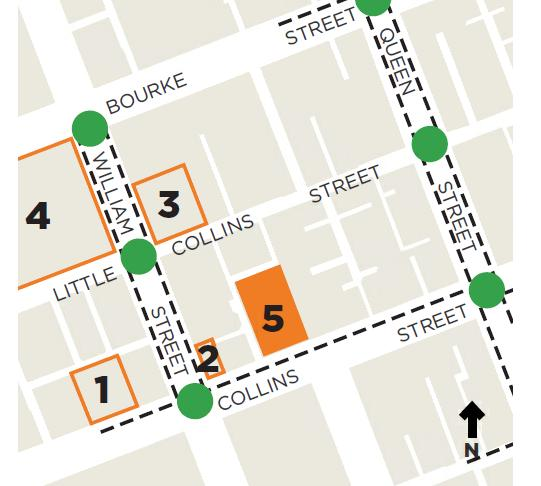 STREET
QUEEN
BOURKE
WILLIAM
4
3
STREET
COLLINS
STREET
LITTLE
5
STREET
STREET
2
1
COLLINS
N